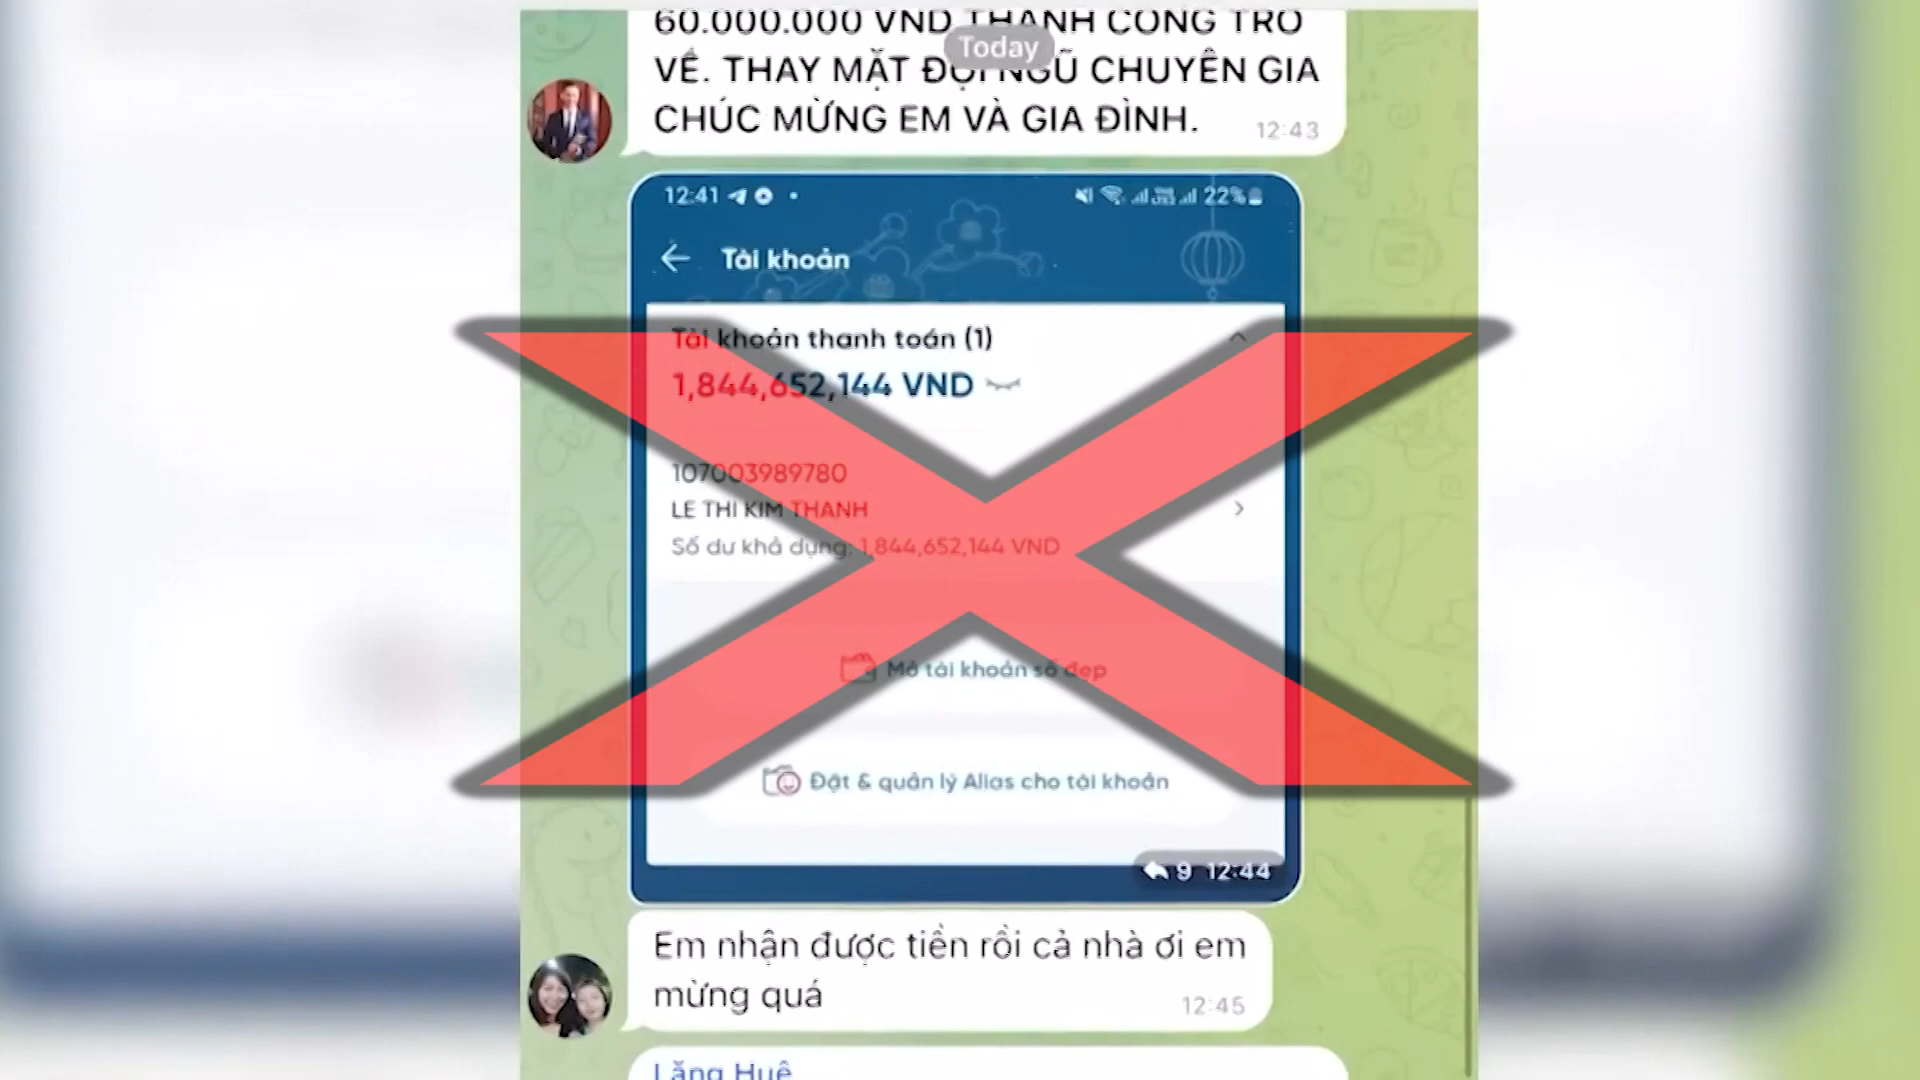 60.000.000 VND THÀNH CÔNG TRỞ
Today
VỀ. THAY MẶT ĐỘI NGŨ CHUYÊN GIA
CHÚC MỪNG EM VÀ GIA ĐÌNH.
12:43
12:41
22%
Tài khoản
Tài khoản thanh toán (1)
1,844,652,144 VND
107003989780
LE THI KIM THANH
Số dư khả dụng: 1,844,652,144 VND
Mở tài khoản số đẹp
Đặt & quản lý Alias cho tài khoản
9 12:44
Em nhận được tiền rồi cả nhà ơi em
mừng quá
12:45
Lăng Huê